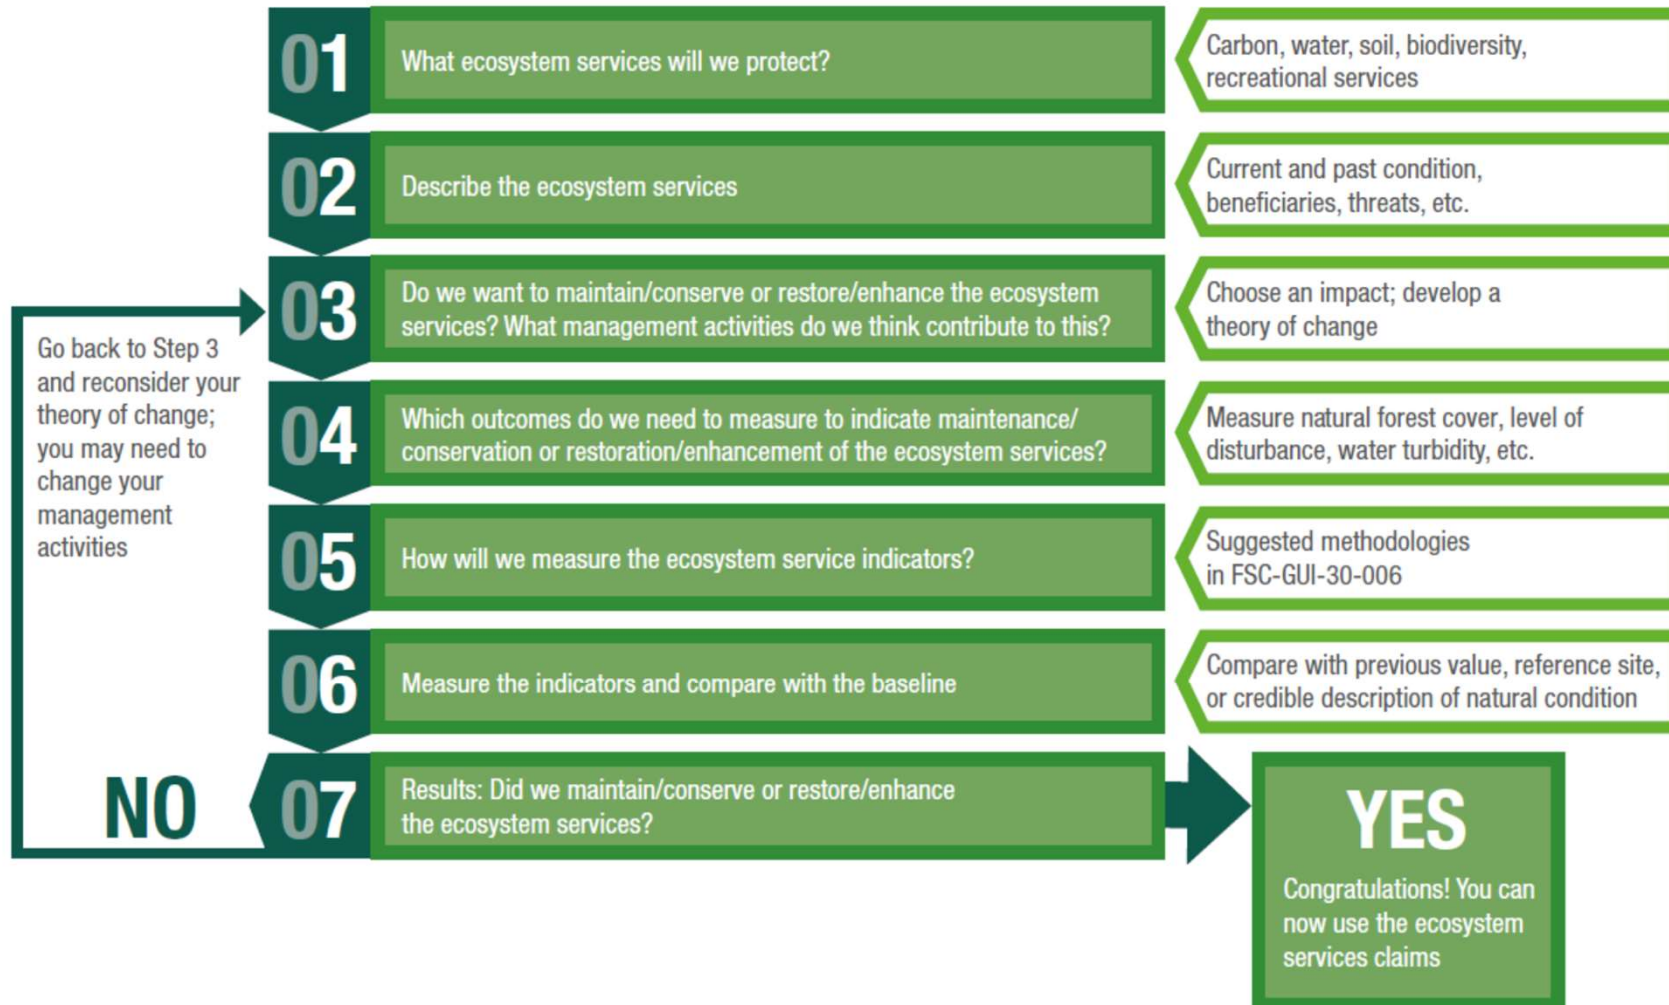 01
What ecosystem services will we protect?
Carbon, water, soil, biodiversity,
recreational services
02
Describe the ecosystem services
Current and past condition,
beneficiaries, threats, etc.
03
Do we want to maintain/conserve or restore/enhance the ecosystem
services? What management activities do we think contribute to this?
Choose an impact; develop a
theory of change
Go back to Step 3
and reconsider your
theory of change;
you may need to
change your
management
activities
04
Which outcomes do we need to measure to indicate maintenance/
conservation or restoration/enhancement of the ecosystem services?
Measure natural forest cover, level of
disturbance, water turbidity, etc.
05
How will we measure the ecosystem service indicators?
Suggested methodologies
in FSC-GUI-30-006
06
Measure the indicators and compare with the baseline
Compare with previous value, reference site,
or credible description of natural condition
NO
07
Results: Did we maintain/conserve or restore/enhance
the ecosystem services?
YES
Congratulations! You can
now use the ecosystem
services claims